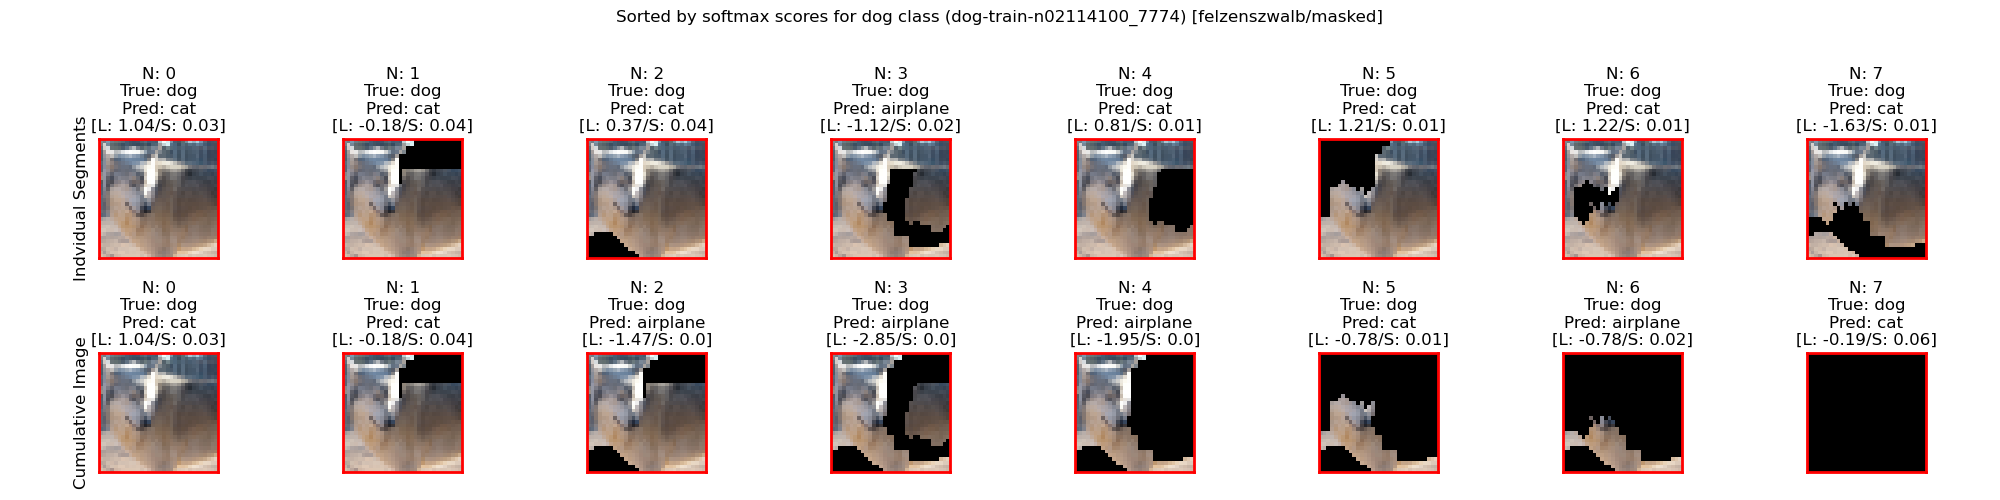 Sorted by softmax scores for dog class (dog-train-n02114100_7774) [felzenszwalb/masked]
Indvidual Segments
N: 0
True: dog
Pred: cat
[L: 1.04/S: 0.03]
N: 1
True: dog
Pred: cat
[L: -0.18/S: 0.04]
N: 2
True: dog
Pred: cat
[L: 0.37/S: 0.04]
N: 3
True: dog
Pred: airplane
[L: -1.12/S: 0.02]
N: 4
True: dog
Pred: cat
[L: 0.81/S: 0.01]
N: 5
True: dog
Pred: cat
[L: 1.21/S: 0.01]
N: 6
True: dog
Pred: cat
[L: 1.22/S: 0.01]
N: 7
True: dog
Pred: cat
[L: -1.63/S: 0.01]
Cumulative Image
N: 0
True: dog
Pred: cat
[L: 1.04/S: 0.03]
N: 1
True: dog
Pred: cat
[L: -0.18/S: 0.04]
N: 2
True: dog
Pred: airplane
[L: -1.47/S: 0.0]
N: 3
True: dog
Pred: airplane
[L: -2.85/S: 0.0]
N: 4
True: dog
Pred: airplane
[L: -1.95/S: 0.0]
N: 5
True: dog
Pred: cat
[L: -0.78/S: 0.01]
N: 6
True: dog
Pred: airplane
[L: -0.78/S: 0.02]
N: 7
True: dog
Pred: cat
[L: -0.19/S: 0.06]